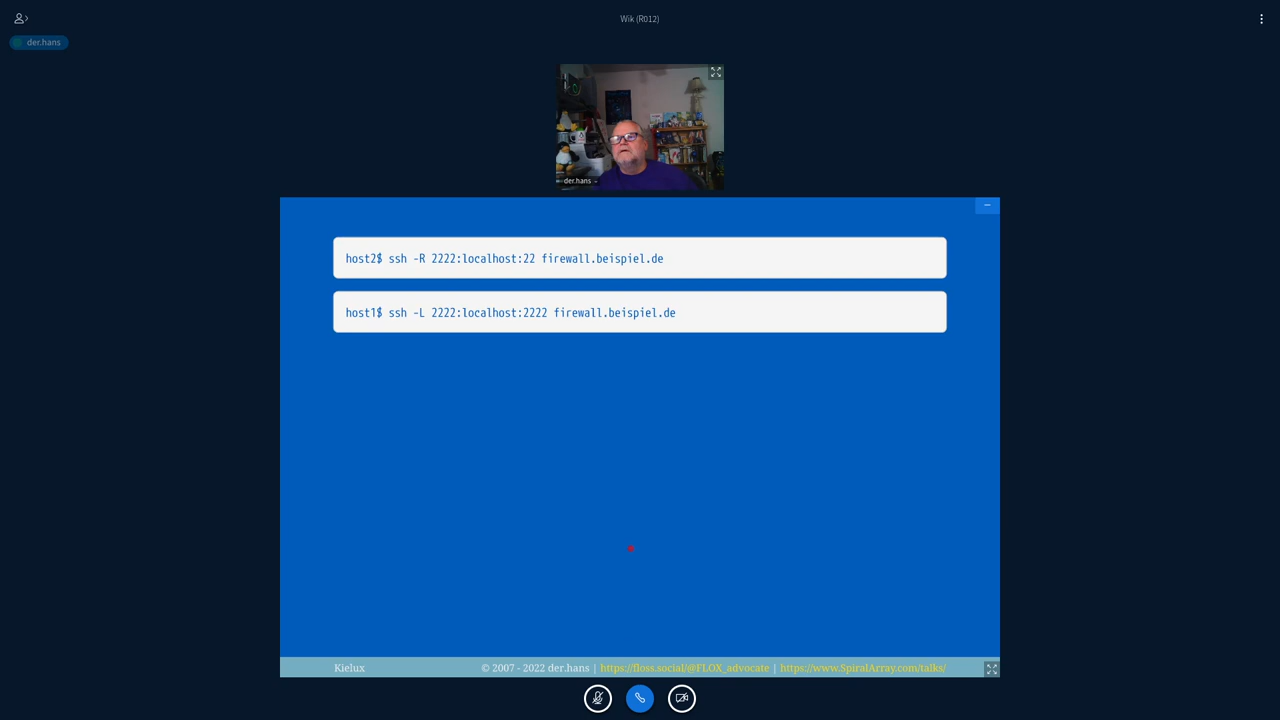 Wik (R012)
der.hans
der.hans
host2$ ssh -R 2222:localhost:22 firewall.beispiel.de
host1$ ssh -L 2222:localhost:2222 firewall.beispiel.de
Kielux
© 2007 - 2022 der.hans | https://floss.social/@FLOX_advocate | https://www.SpiralArray.com/talks/